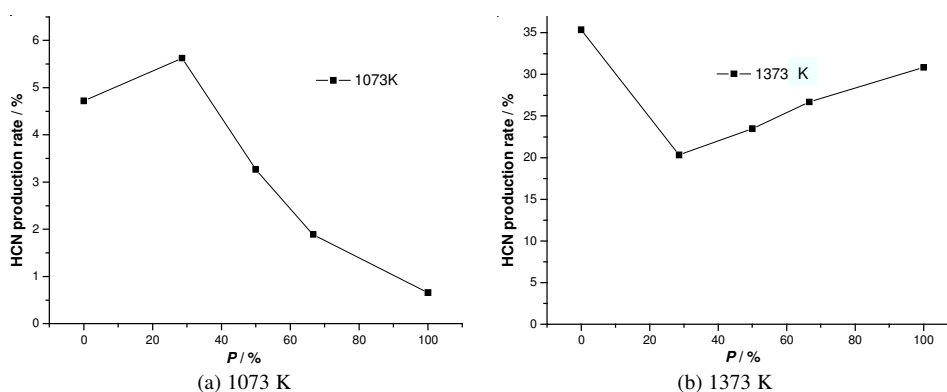 6
5
4
3
2
1
0
HCN production rate / %
1073K
0 20 40 60 80 100
P / %
(a) 1073 K
35
30
25
20
15
10
5
0
HCN production rate / %
1373 K
0 20 40 60 80 100
P / %
(b) 1373 K